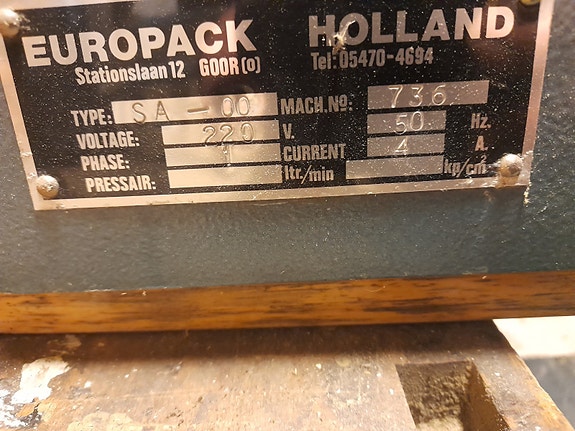 EUROPACK HOLLAND
Stationslaan 12 GOOR (O) Tel: 05470-4694
TYPE: SA - 00 MACH.No: 736
VOLTAGE: 220 V. 50 Hz.
PHASE: 1 CURRENT 4 A.
PRESSAIR: ltr/min kp/cm²